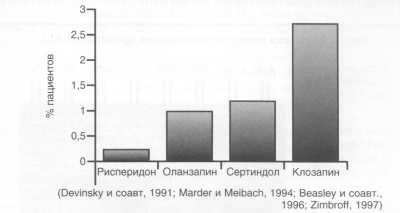 % пациентов
3
2,5
2
1,5
1
0,5
0
Рисперидон Оланзапин Сертиндол Клозапин
(Devinsky и соавт, 1991; Marder и Meibach, 1994; Beasley и соавт.,
1996; Zimbroff, 1997)